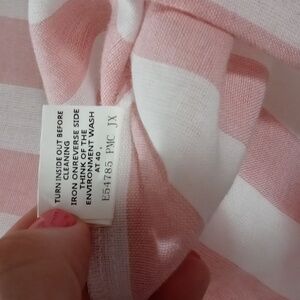 TURN INSIDE OUT BEFORE
CLEANING
IRON ONREVERSE SIDE
THINK OF THE
ENVIRONMENT WASH
AT 40
E54785 PMC JX